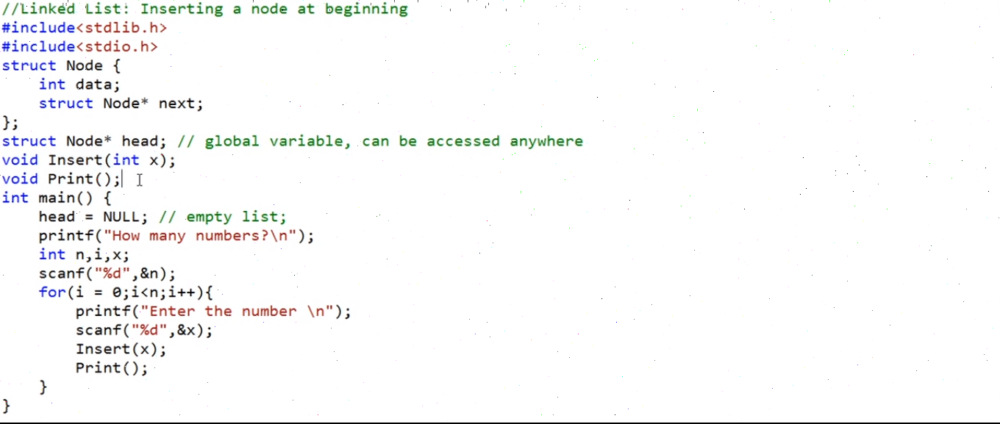 //Linked List: Inserting a node at beginning
#include<stdlib.h>
#include<stdio.h>
struct Node {
    int data;
    struct Node* next;
};
struct Node* head; // global variable, can be accessed anywhere
void Insert(int x);
void Print();
int main() {
    head = NULL; // empty list;
    printf("How many numbers?\n");
    int n,i,x;
    scanf("%d",&n);
    for(i = 0;i<n;i++){
        printf("Enter the number \n");
        scanf("%d",&x);
        Insert(x);
        Print();
    }
}